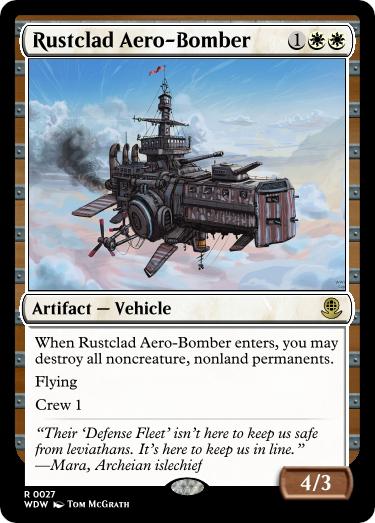 Rustclad Aero-Bomber 1
Artifact — Vehicle
When Rustclad Aero-Bomber enters, you may
destroy all noncreature, nonland permanents.
Flying
Crew 1
“Their ‘Defense Fleet’ isn’t here to keep us safe
from leviathans. It’s here to keep us in line.”
—Mara, Archeian islechief
4/3
R 0027
WDW Tom McGrath